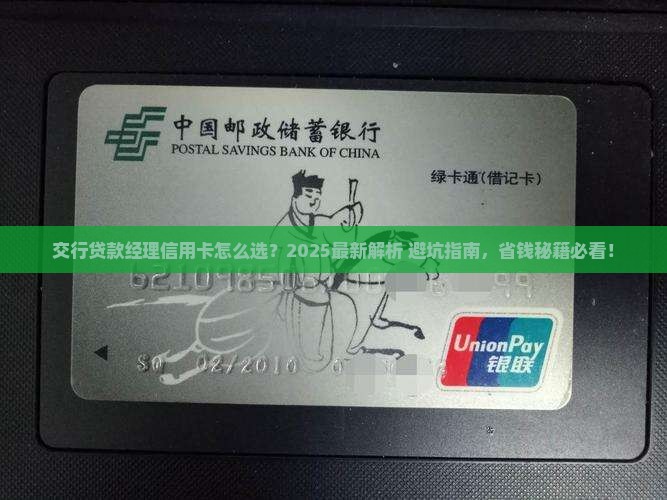 中国邮政储蓄银行
POSTAL SAVINGS BANK OF CHINA
绿卡通(借记卡)
交行贷款经理信用卡怎么选？2025最新解析 避坑指南，省钱秘籍必看！
UnionPay
银联
02/2010